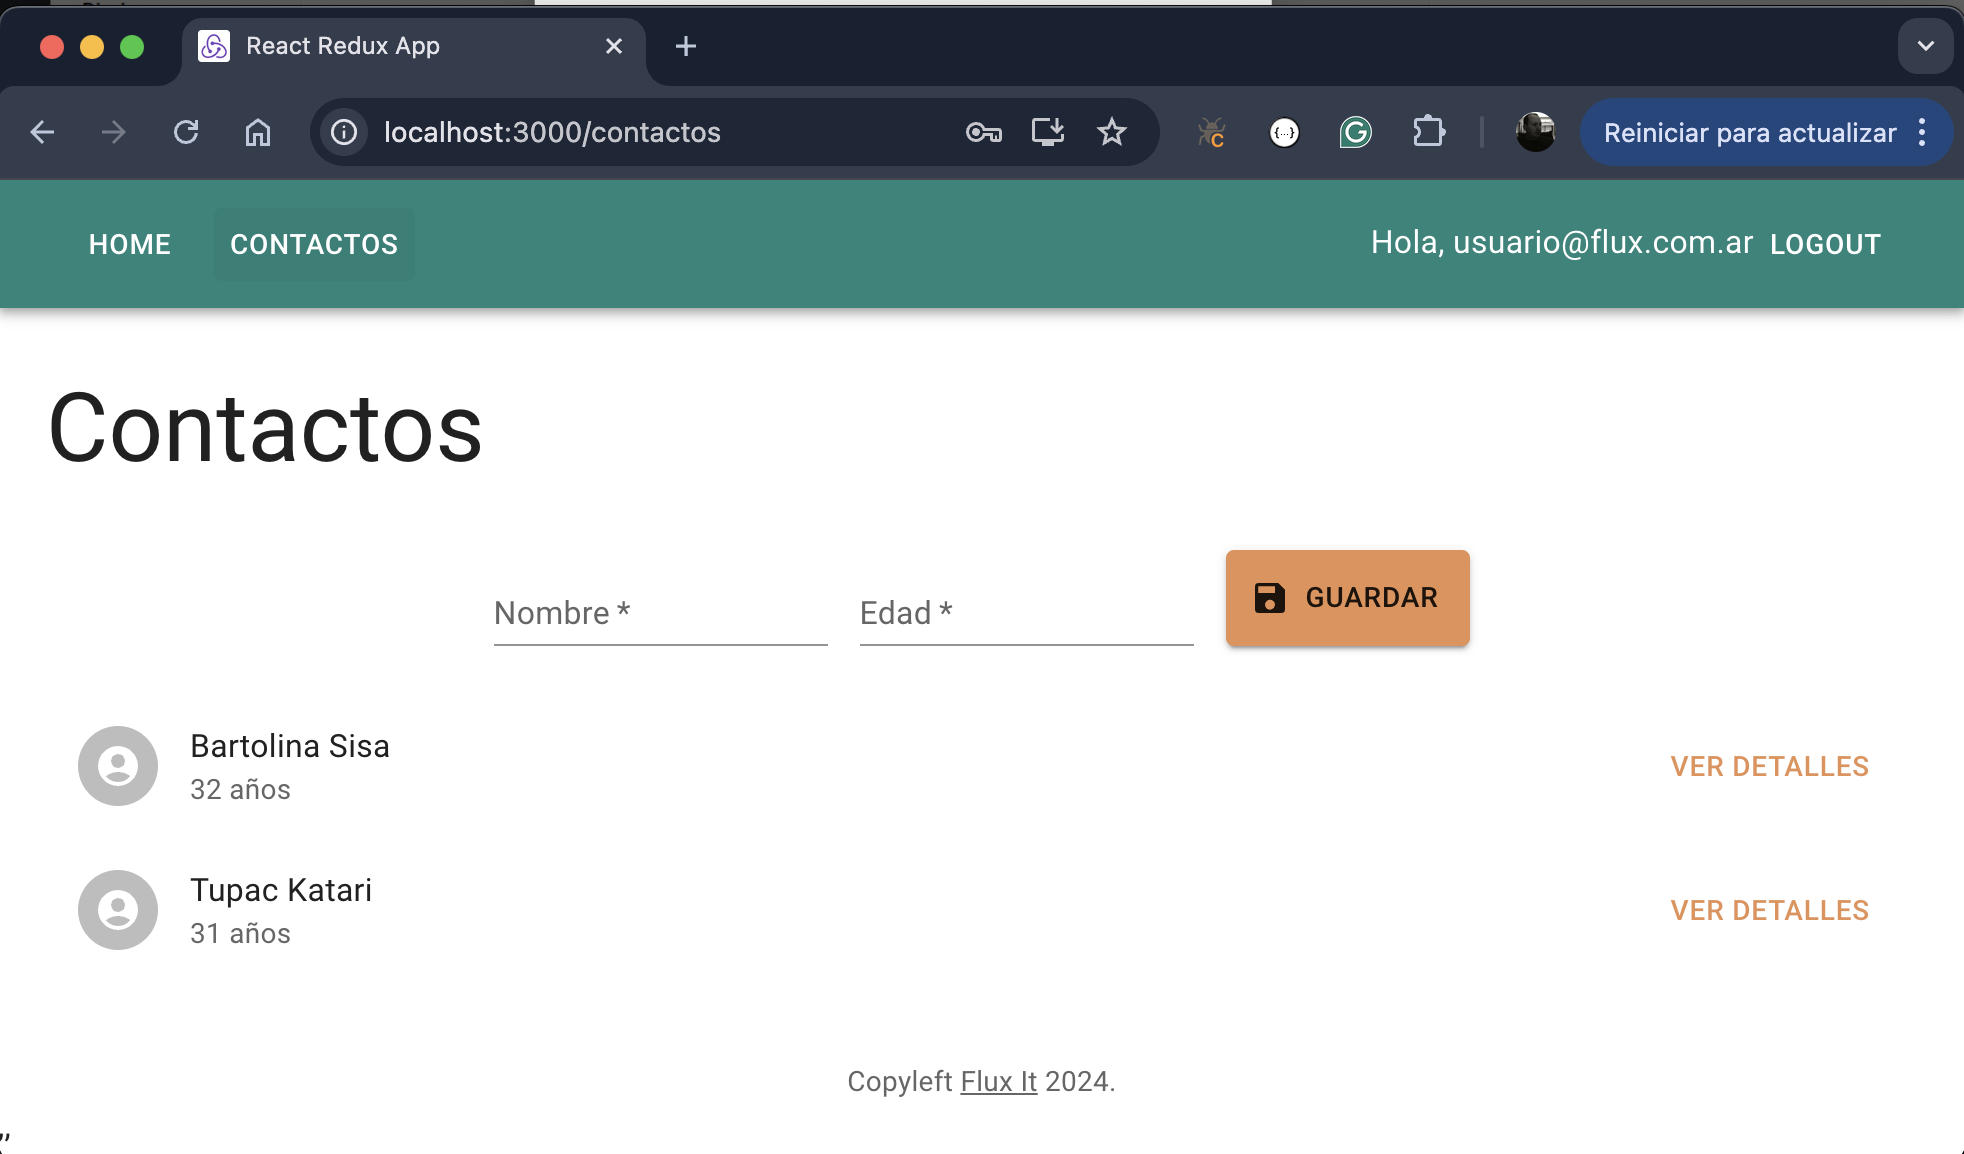 React Redux App
localhost:3000/contactos
Reiniciar para actualizar
HOME
CONTACTOS
Hola, usuario@flux.com.ar
LOGOUT
Contactos
Nombre *
Edad *
GUARDAR
Bartolina Sisa
32 años
VER DETALLES
Tupac Katari
31 años
VER DETALLES
Copyleft Flux It 2024.